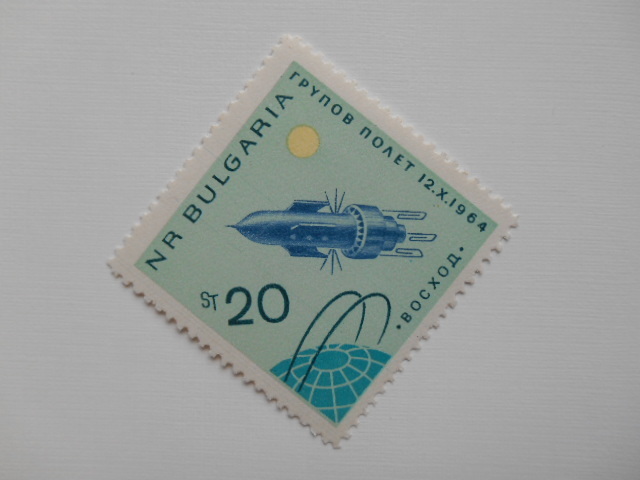 NR BULGARIA
ГРУПОВ ПОЛЕТ 12.X.1964
•ВОСХОД•
ST 20